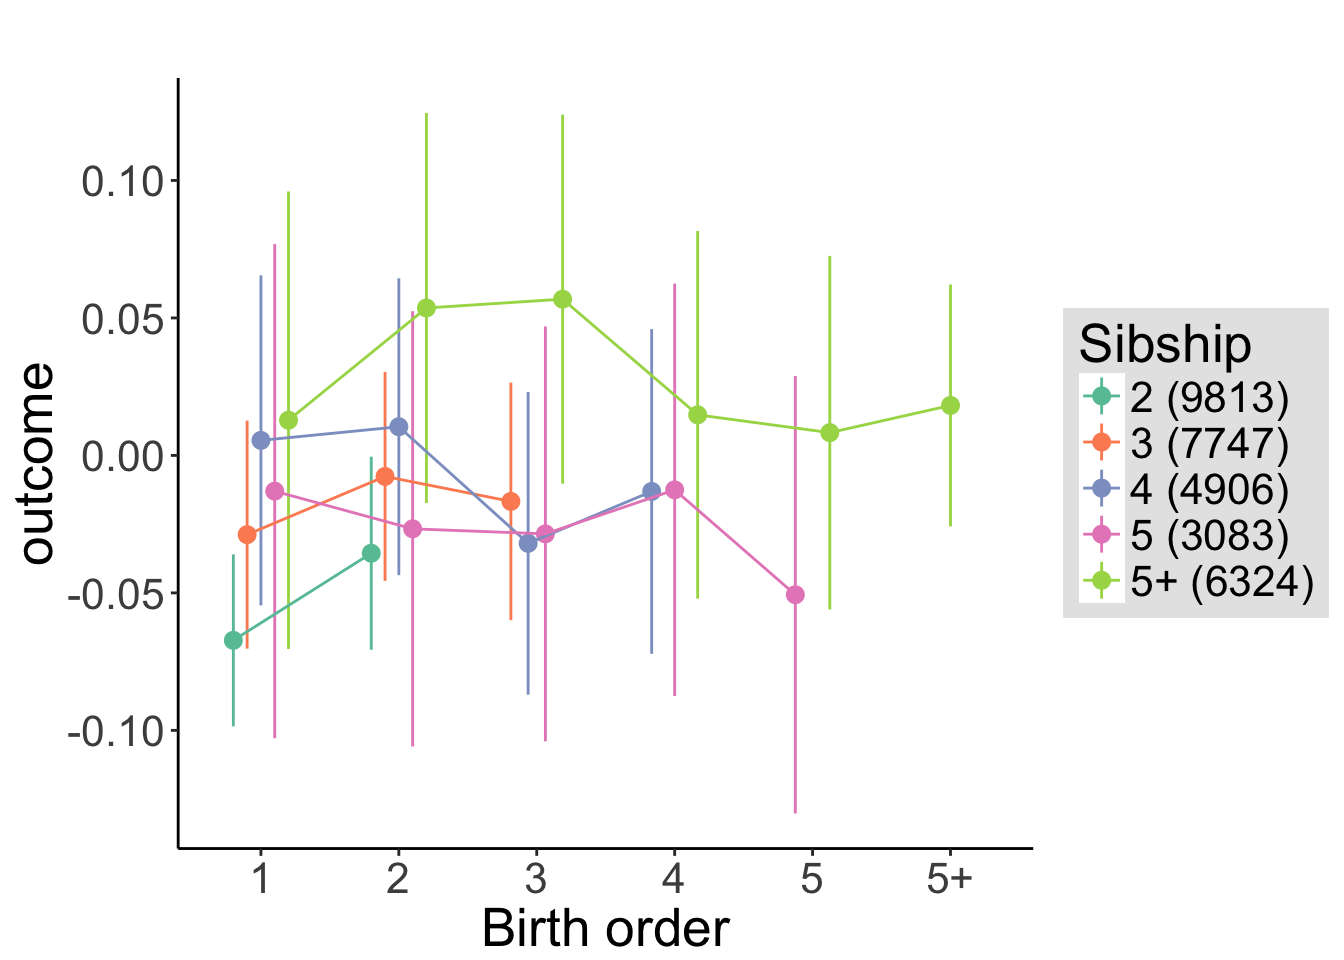 outcome
0.10
0.05
0.00
-0.05
-0.10
1 2 3 4 5 5+
Birth order
Sibship
2 (9813)
3 (7747)
4 (4906)
5 (3083)
5+ (6324)